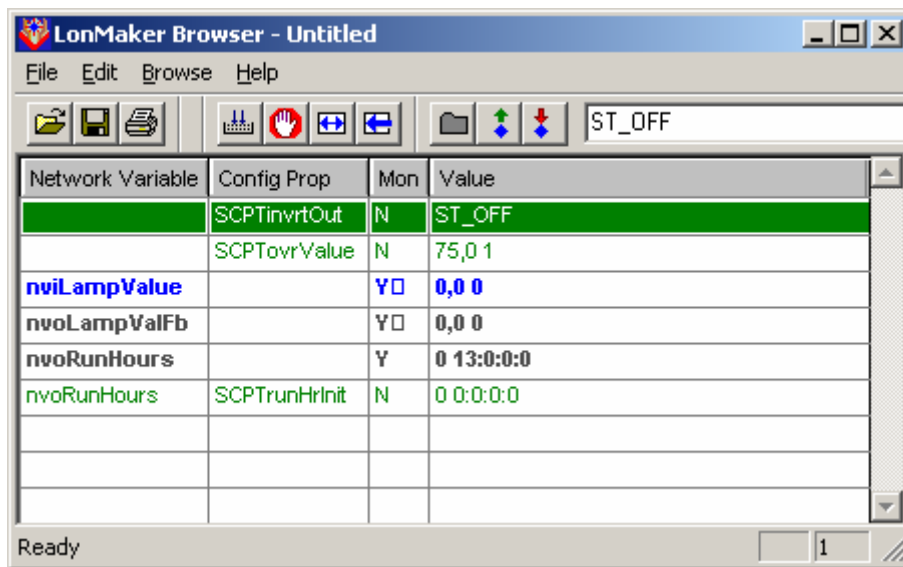 LonMaker Browser - Untitled
File Edit Browse Help
ST_OFF
Network Variable Config Prop Mon Value
SCPTinvrtOut N ST_OFF
SCPTovrValue N 75,0 1
nviLampValue Y 0,0 0
nvoLampValFb Y 0,0 0
nvoRunHours Y 0 13:0:0:0
nvoRunHours SCPTrunHrInit N 0 0:0:0:0
Ready 1